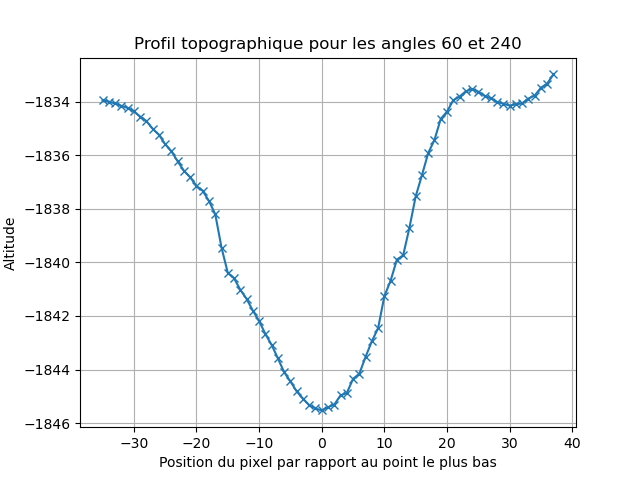 Profil topographique pour les angles 60 et 240
−1834
−1836
−1838
−1840
−1842
−1844
−1846
Altitude
−30 −20 −10 0 10 20 30 40
Position du pixel par rapport au point le plus bas